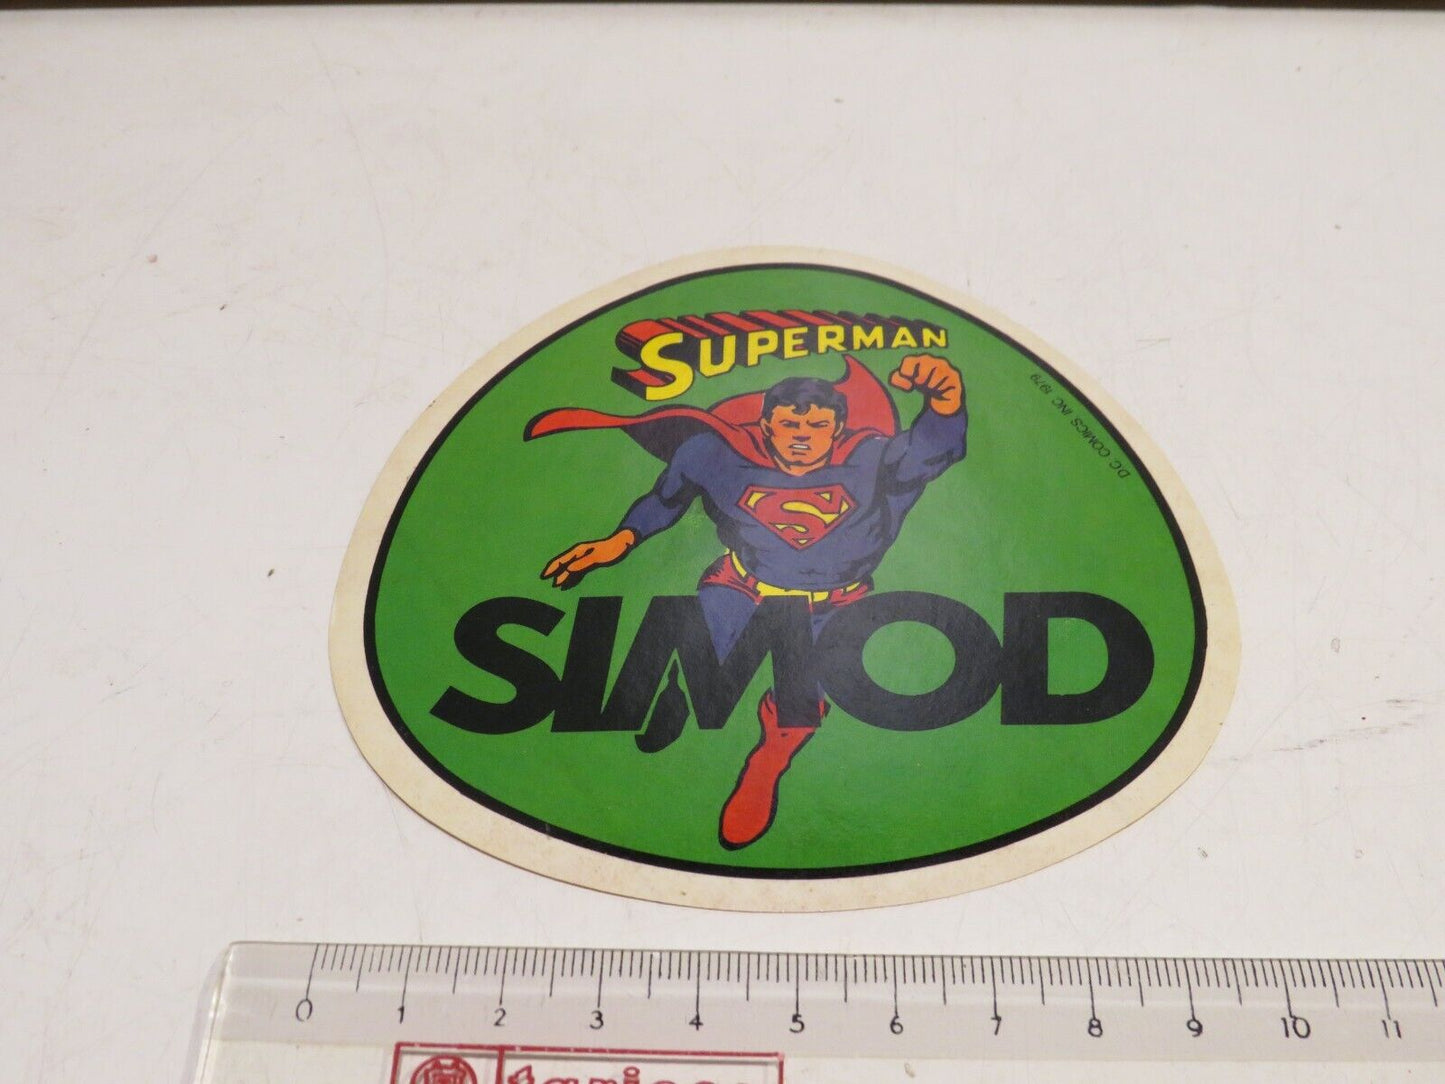 SUPERMAN
D.C. COMICS INC 1979
S
SIMOD
0 1 2 3 4 5 6 7 8 9 10 11